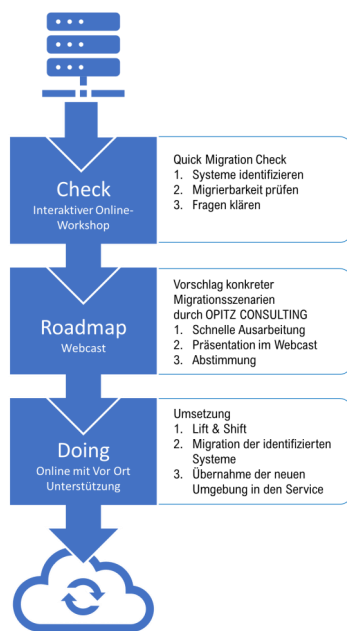 Check
Interaktiver Online-
Workshop
Quick Migration Check
1. Systeme identifizieren
2. Migrierbarkeit prüfen
3. Fragen klären
Roadmap
Webcast
Vorschlag konkreter
Migrationsszenarien
durch OPITZ CONSULTING
1. Schnelle Ausarbeitung
2. Präsentation im Webcast
3. Abstimmung
Doing
Online mit Vor Ort
Unterstützung
Umsetzung
1. Lift & Shift
2. Migration der identifizierten
Systeme
3. Übernahme der neuen
Umgebung in den Service